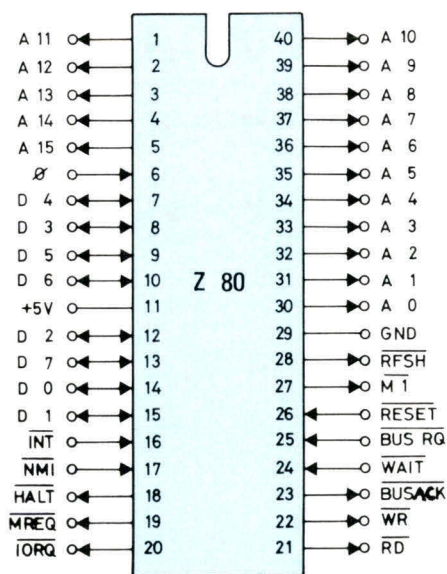 A 11 1 40 A 10
A 12 2 39 A 9
A 13 3 38 A 8
A 14 4 37 A 7
A 15 5 36 A 6
Ø 6 35 A 5
D 4 7 34 A 4
D 3 8 33 A 3
D 5 9 32 A 2
D 6 10 Z 80 31 A 1
+5V 11 30 A 0
D 2 12 29 GND
D 7 13 28 RFSH
D 0 14 27 M 1
D 1 15 26 RESET
INT 16 25 BUS RQ
NMI 17 24 WAIT
HALT 18 23 BUSACK
MREQ 19 22 WR
IORQ 20 21 RD